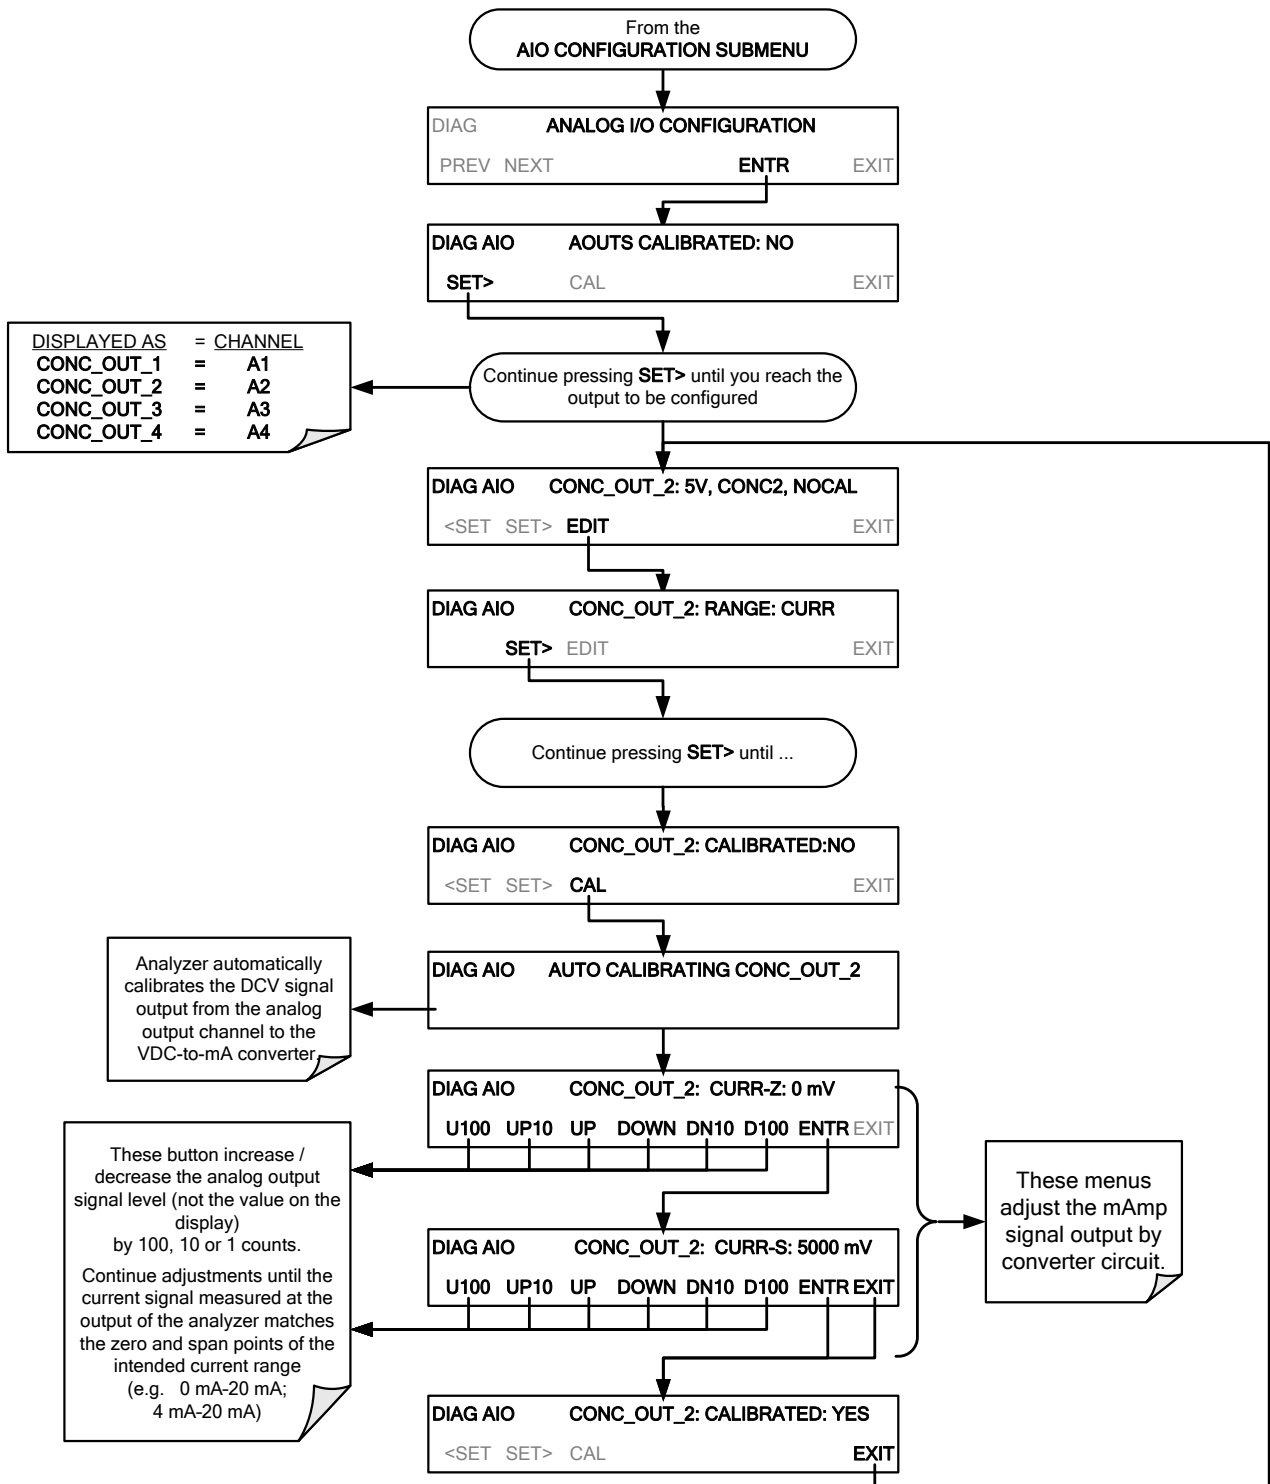 From the
AIO CONFIGURATION SUBMENU
DIAG ANALOG I/O CONFIGURATION
PREV NEXT ENTR EXIT
DIAG AIO AOUTS CALIBRATED: NO
SET> CAL EXIT
DISPLAYED AS = CHANNEL
CONC_OUT_1 = A1
CONC_OUT_2 = A2
CONC_OUT_3 = A3
CONC_OUT_4 = A4
Continue pressing SET> until you reach the
output to be configured
DIAG AIO CONC_OUT_2: 5V, CONC2, NOCAL
<SET SET> EDIT EXIT
DIAG AIO CONC_OUT_2: RANGE: CURR
SET> EDIT EXIT
Continue pressing SET> until ...
DIAG AIO CONC_OUT_2: CALIBRATED:NO
<SET SET> CAL EXIT
Analyzer automatically
calibrates the DCV signal
output from the analog
output channel to the
VDC-to-mA converter.
DIAG AIO AUTO CALIBRATING CONC_OUT_2
DIAG AIO CONC_OUT_2: CURR-Z: 0 mV
U100 UP10 UP DOWN DN10 D100 ENTR EXIT
These button increase /
decrease the analog output
signal level (not the value on the
display)
by 100, 10 or 1 counts.
Continue adjustments until the
current signal measured at the
output of the analyzer matches
the zero and span points of the
intended current range
(e.g. 0 mA-20 mA;
4 mA-20 mA)
These menus
adjust the mAmp
signal output by
converter circuit.
DIAG AIO CONC_OUT_2: CURR-S: 5000 mV
U100 UP10 UP DOWN DN10 D100 ENTR EXIT
DIAG AIO CONC_OUT_2: CALIBRATED: YES
<SET SET> CAL EXIT